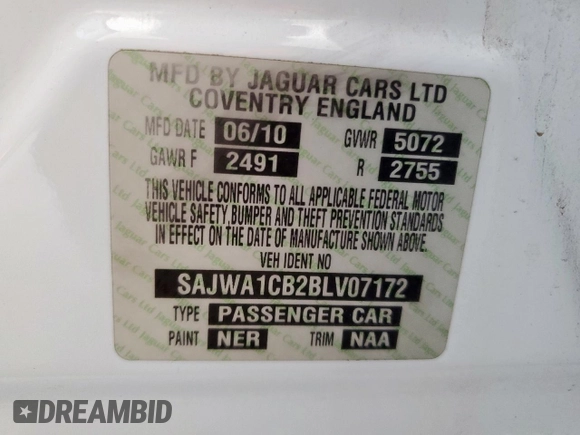 MFD BY JAGUAR CARS LTD
COVENTRY ENGLAND
MFD DATE 06/10 GVWR 5072
GAWR F 2491 R 2755
THIS VEHICLE CONFORMS TO ALL APPLICABLE FEDERAL MOTOR
VEHICLE SAFETY, BUMPER AND THEFT PREVENTION STANDARDS
IN EFFECT ON THE DATE OF MANUFACTURE SHOWN ABOVE.
VEH IDENT NO
SAJWA1CB2BLV07172
TYPE PASSENGER CAR
PAINT NER TRIM NAA
DREAMBID